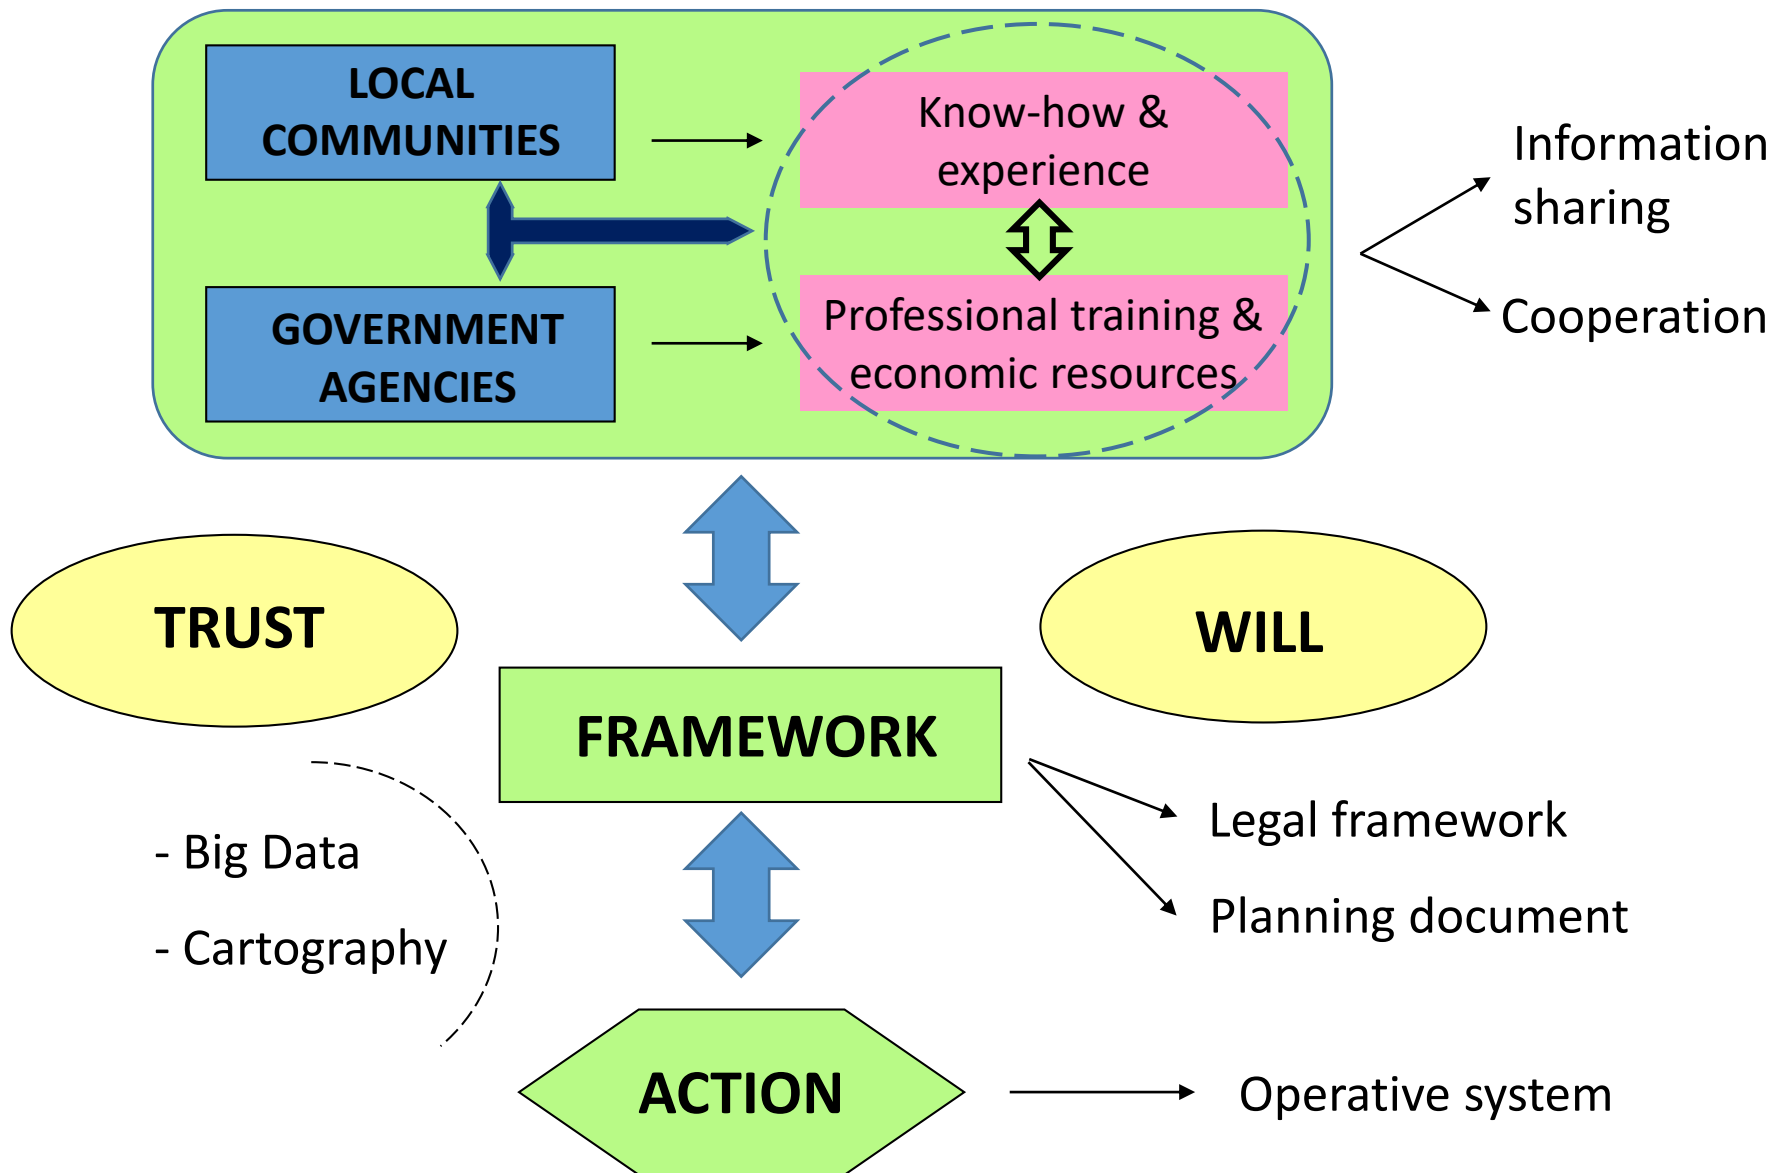 LOCAL
COMMUNITIES
Know-how &
experience
GOVERNMENT
AGENCIES
Professional training &
economic resources
Information
sharing
Cooperation
TRUST
WILL
FRAMEWORK
Legal framework
Planning document
- Big Data
- Cartography
ACTION
Operative system